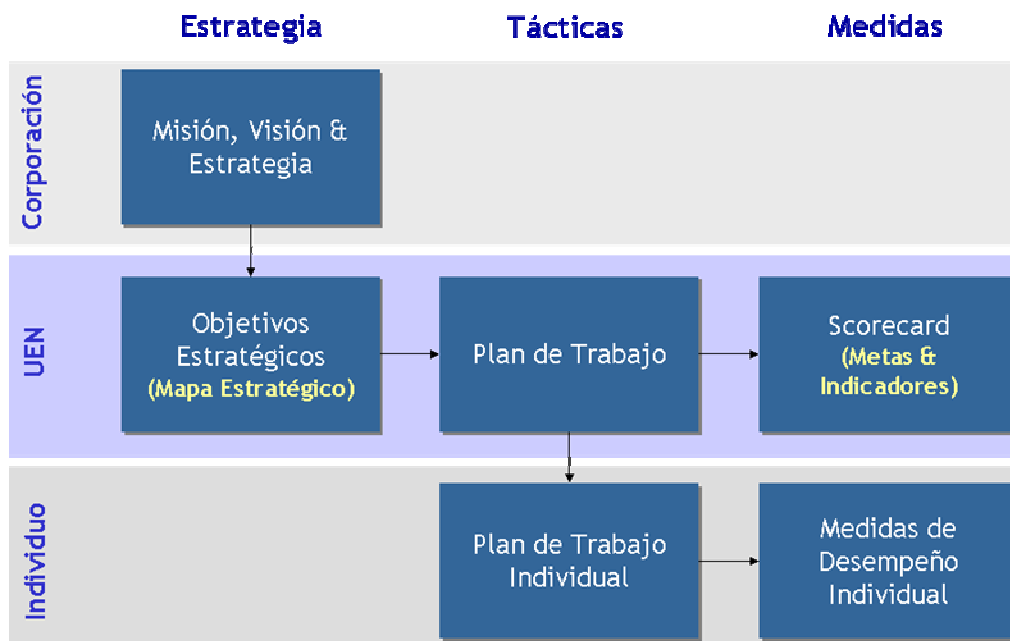 Estrategia
Tácticas
Medidas
Corporación
Misión, Visión &
Estrategia
UEN
Objetivos
Estratégicos
(Mapa Estratégico)
Plan de Trabajo
Scorecard
(Metas &
Indicadores)
Individuo
Plan de Trabajo
Individual
Medidas de
Desempeño
Individual